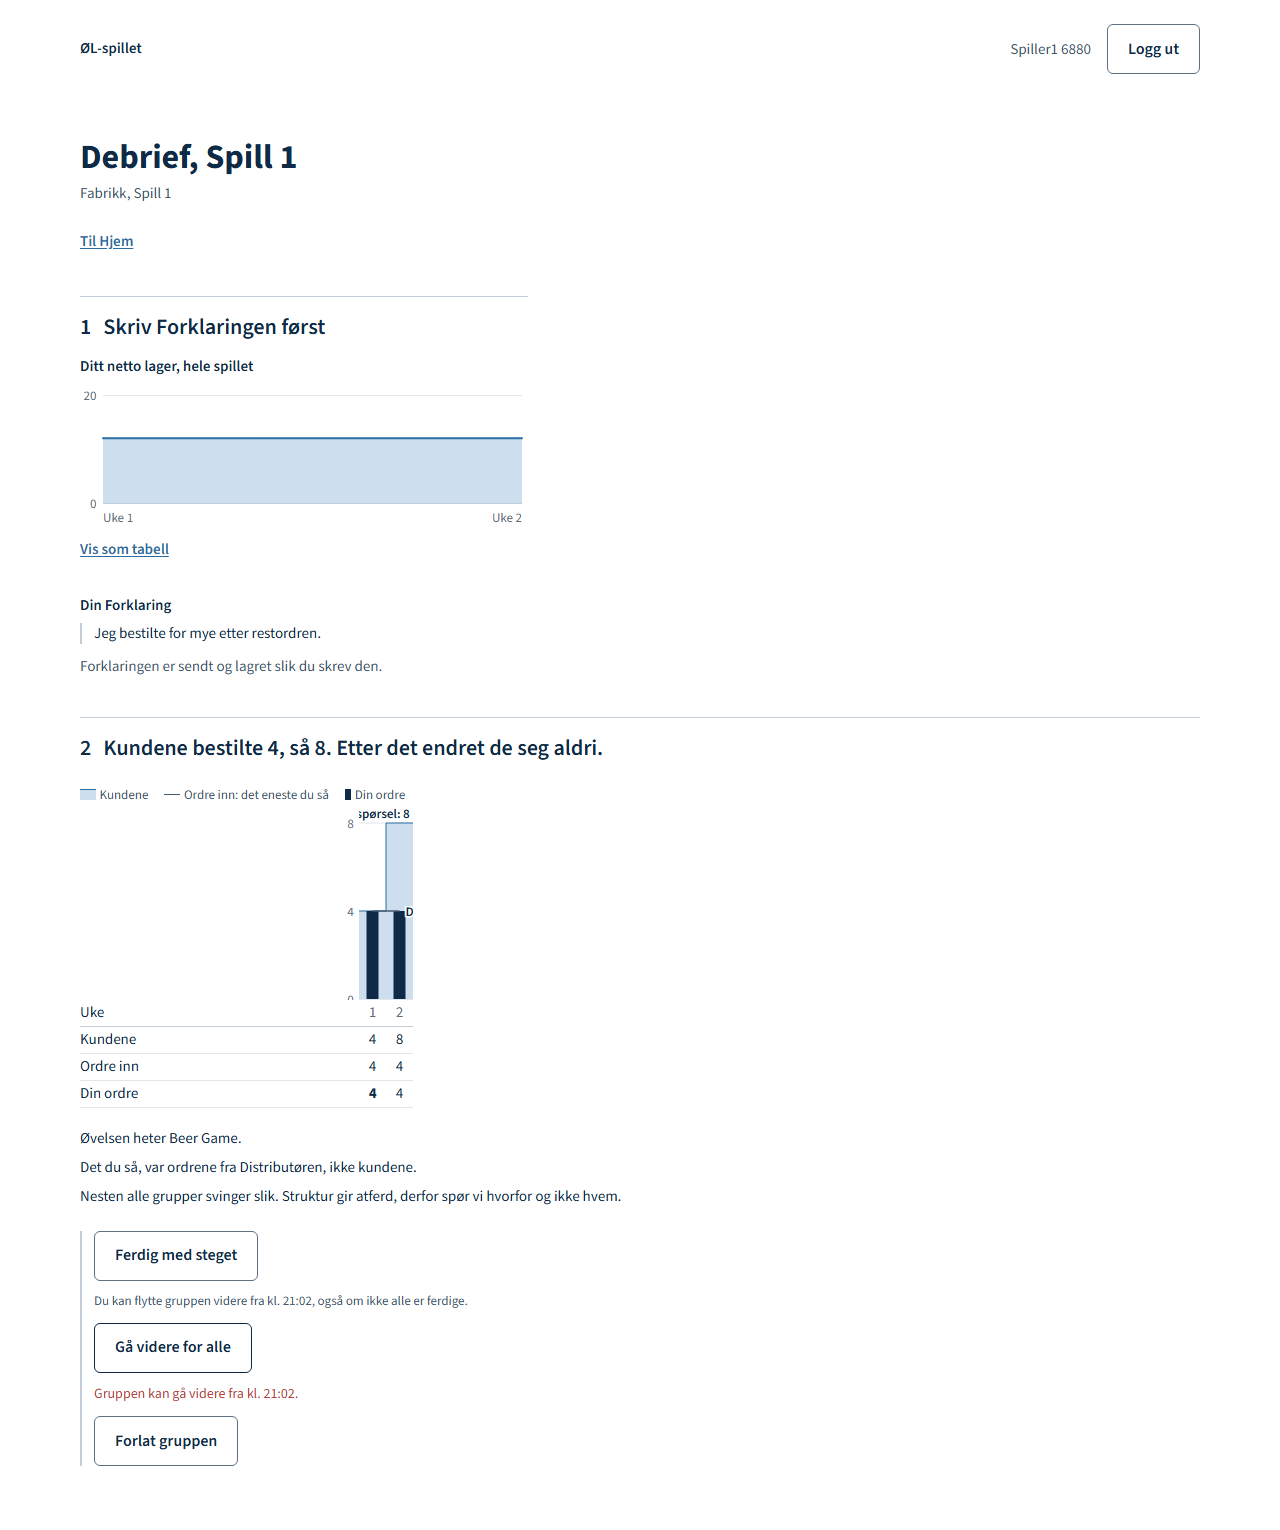 ØL-spillet
Spiller1 6880
Logg ut
Debrief, Spill 1
Fabrikk, Spill 1
Til Hjem
1 Skriv Forklaringen først
Ditt netto lager, hele spillet
20
0
Uke 1 Uke 2
Vis som tabell
Din Forklaring
Jeg bestilte for mye etter restordren.
Forklaringen er sendt og lagret slik du skrev den.
2 Kundene bestilte 4, så 8. Etter det endret de seg aldri.
Kundene Ordre inn: det eneste du så Din ordre
spørsel: 8
8
4 D
0
Uke 1 2
Kundene 4 8
Ordre inn 4 4
Din ordre 4 4
Øvelsen heter Beer Game.
Det du så, var ordrene fra Distributøren, ikke kundene.
Nesten alle grupper svinger slik. Struktur gir atferd, derfor spør vi hvorfor og ikke hvem.
Ferdig med steget
Du kan flytte gruppen videre fra kl. 21:02, også om ikke alle er ferdige.
Gå videre for alle
Gruppen kan gå videre fra kl. 21:02.
Forlat gruppen